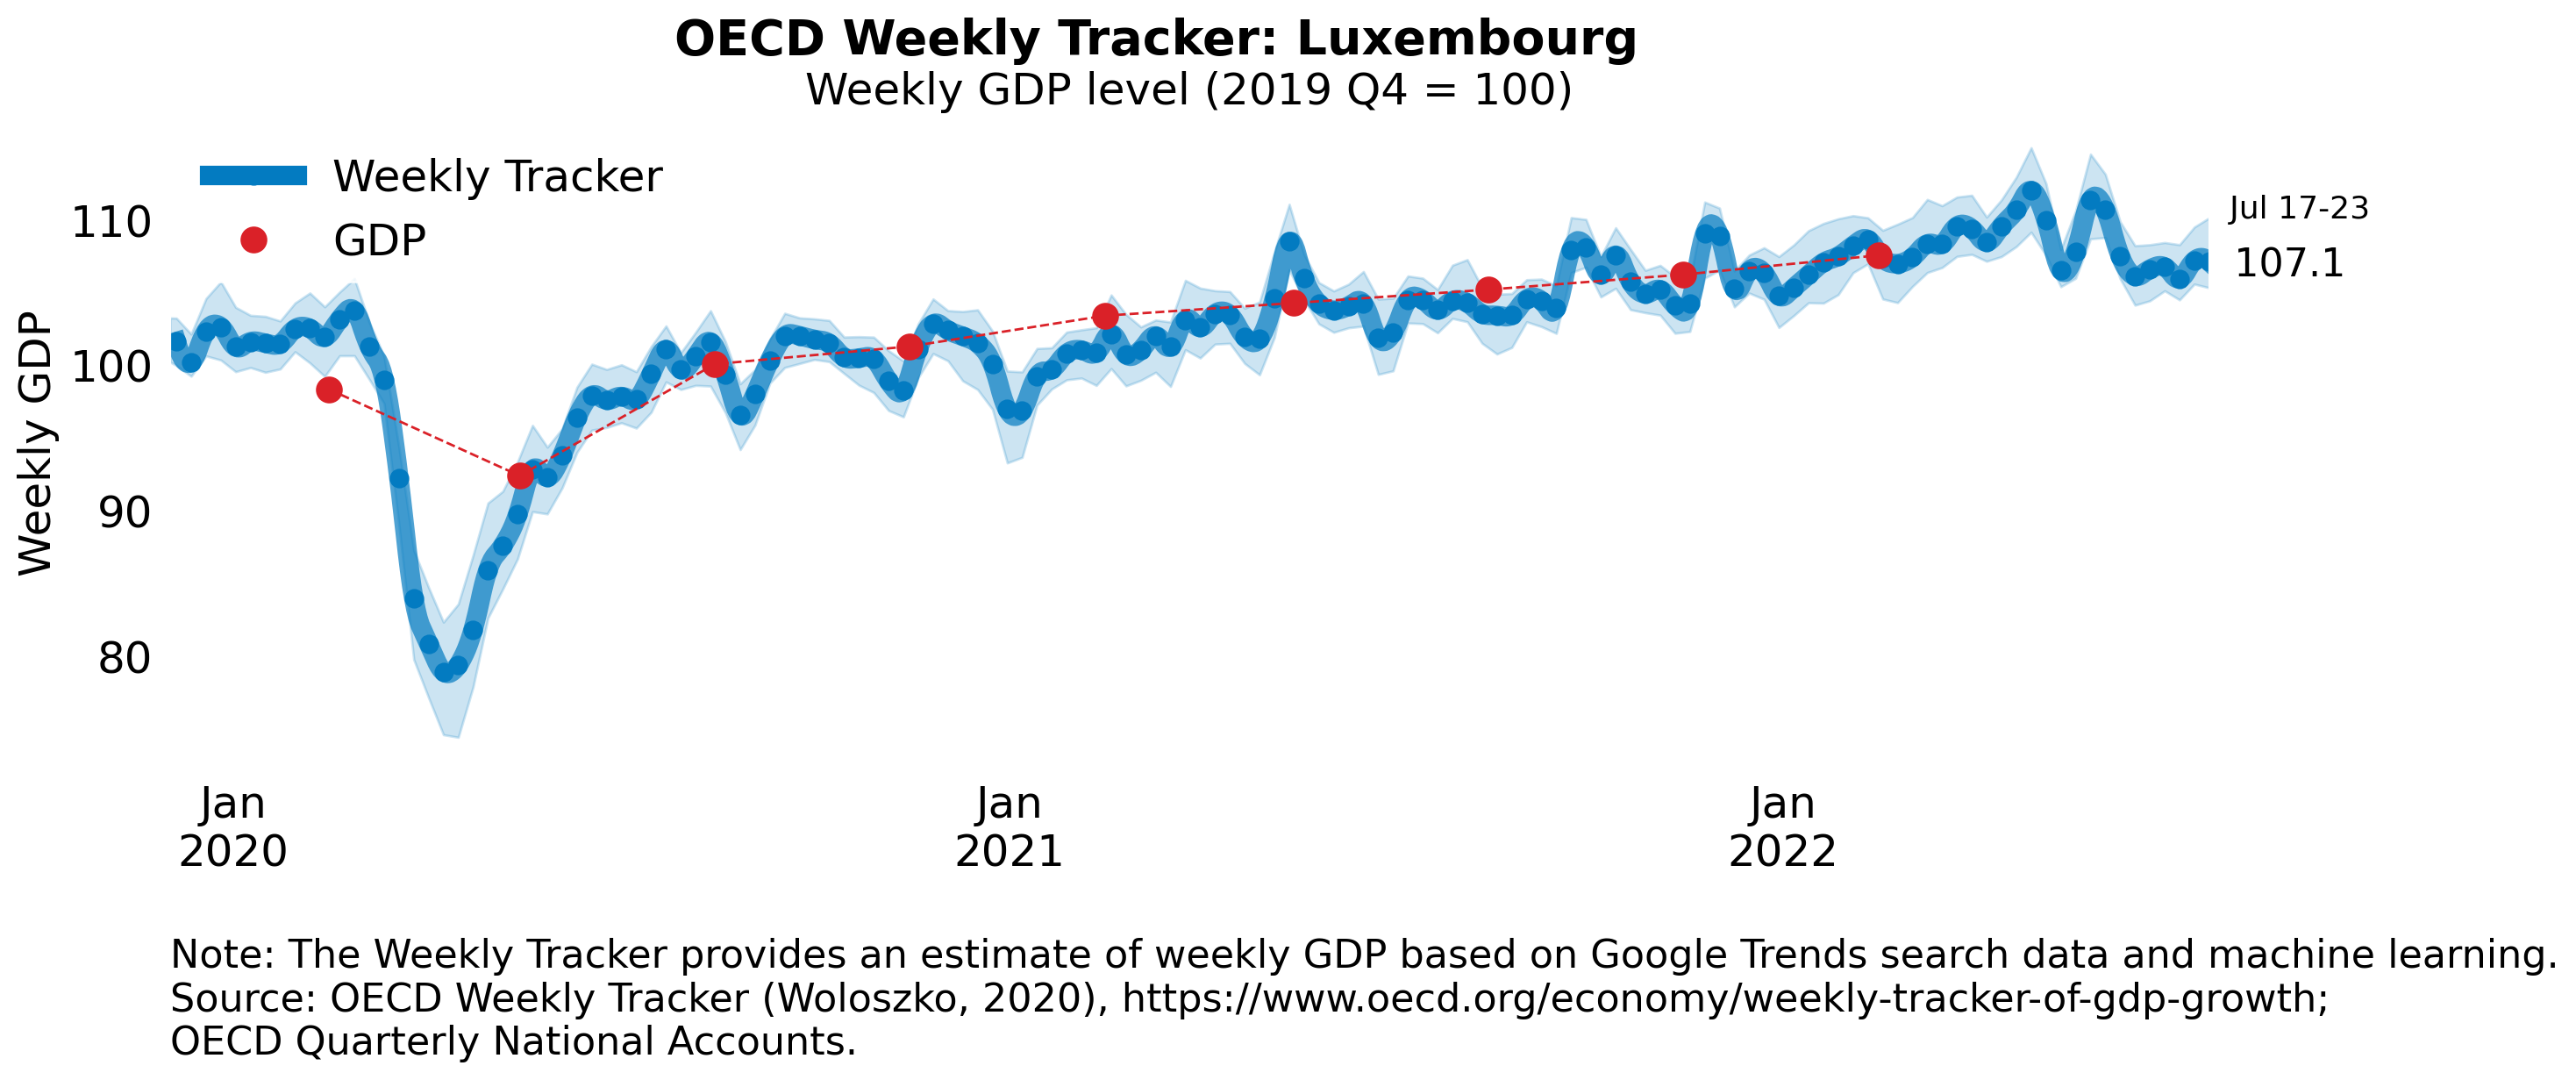 OECD Weekly Tracker: Luxembourg
Weekly GDP level (2019 Q4 = 100)
Weekly Tracker
GDP
Weekly GDP
110
100
90
80
Jul 17-23
107.1
Jan
2020
Jan
2021
Jan
2022
Note: The Weekly Tracker provides an estimate of weekly GDP based on Google Trends search data and machine learning.
Source: OECD Weekly Tracker (Woloszko, 2020), https://www.oecd.org/economy/weekly-tracker-of-gdp-growth;
OECD Quarterly National Accounts.